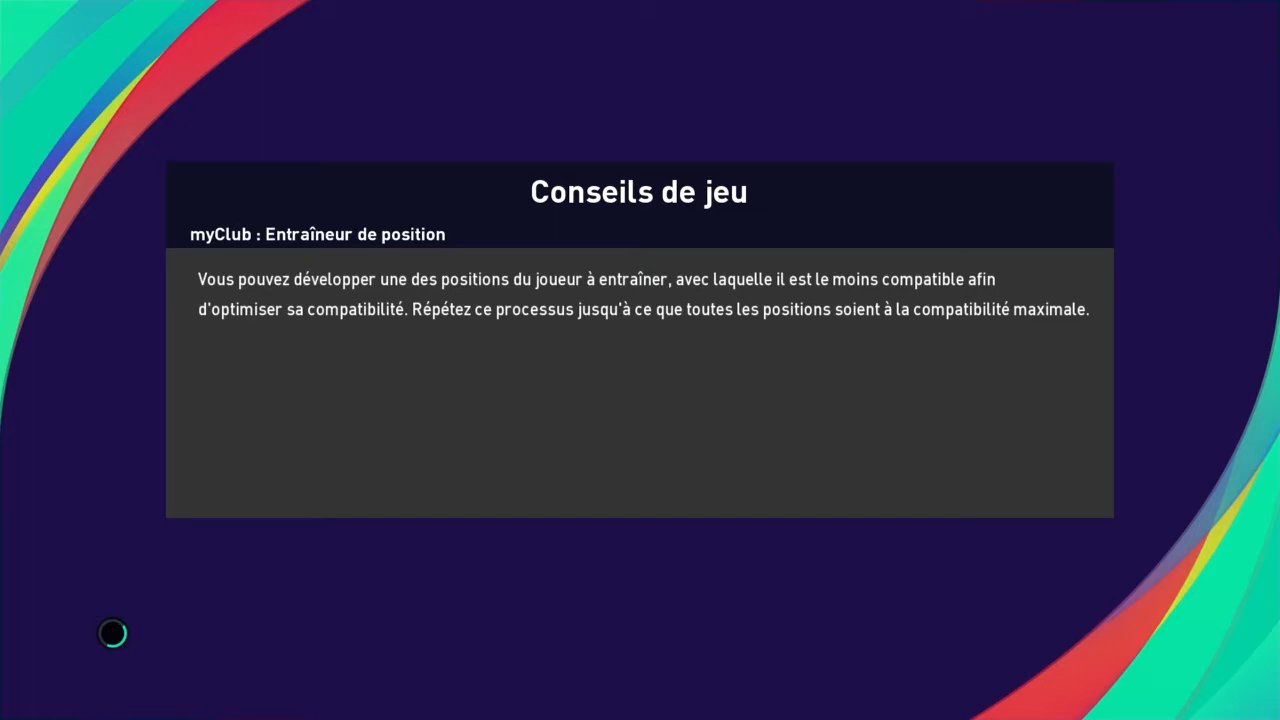 Conseils de jeu
myClub : Entraîneur de position
Vous pouvez développer une des positions du joueur à entraîner, avec laquelle il est le moins compatible afin
d'optimiser sa compatibilité. Répétez ce processus jusqu'à ce que toutes les positions soient à la compatibilité maximale.